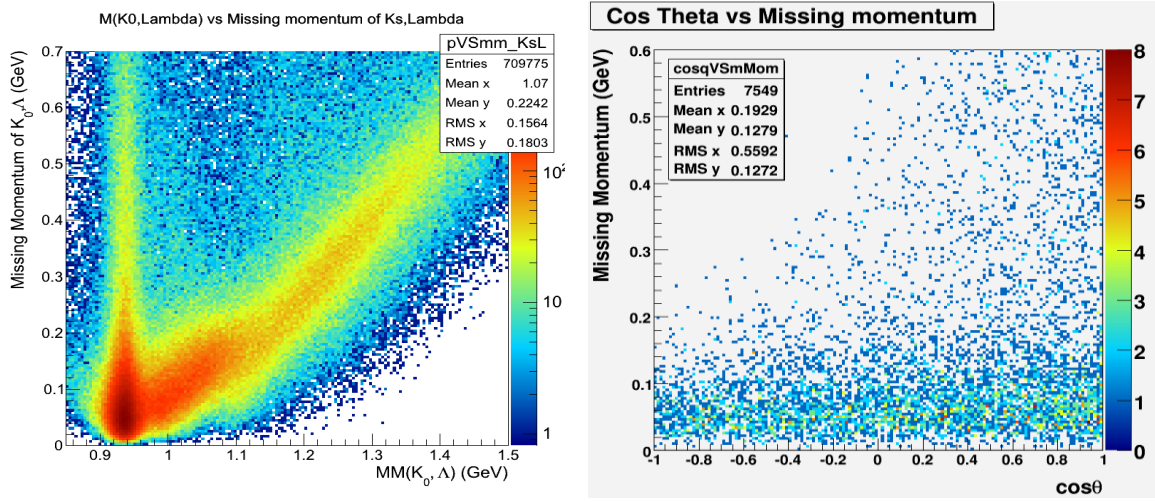 M(K0,Lambda) vs Missing momentum of Ks,Lambda
pVSmm_KsL
Entries 709775
Mean x 1.07
Mean y 0.2242
RMS x 0.1564
RMS y 0.1803
Missing Momentum of K0,Λ (GeV)
0.7
0.6
0.5
0.4
0.3
0.2
0.1
0
0.9 1 1.1 1.2 1.3 1.4 1.5
MM(K0, Λ) (GeV)
10²
10
1
Cos Theta vs Missing momentum
cosqVSmMom
Entries 7549
Mean x 0.1929
Mean y 0.1279
RMS x 0.5592
RMS y 0.1272
Missing Momentum (GeV)
0.6
0.5
0.4
0.3
0.2
0.1
0
-1 -0.8 -0.6 -0.4 -0.2 0 0.2 0.4 0.6 0.8 1
cosθ
8
7
6
5
4
3
2
1
0